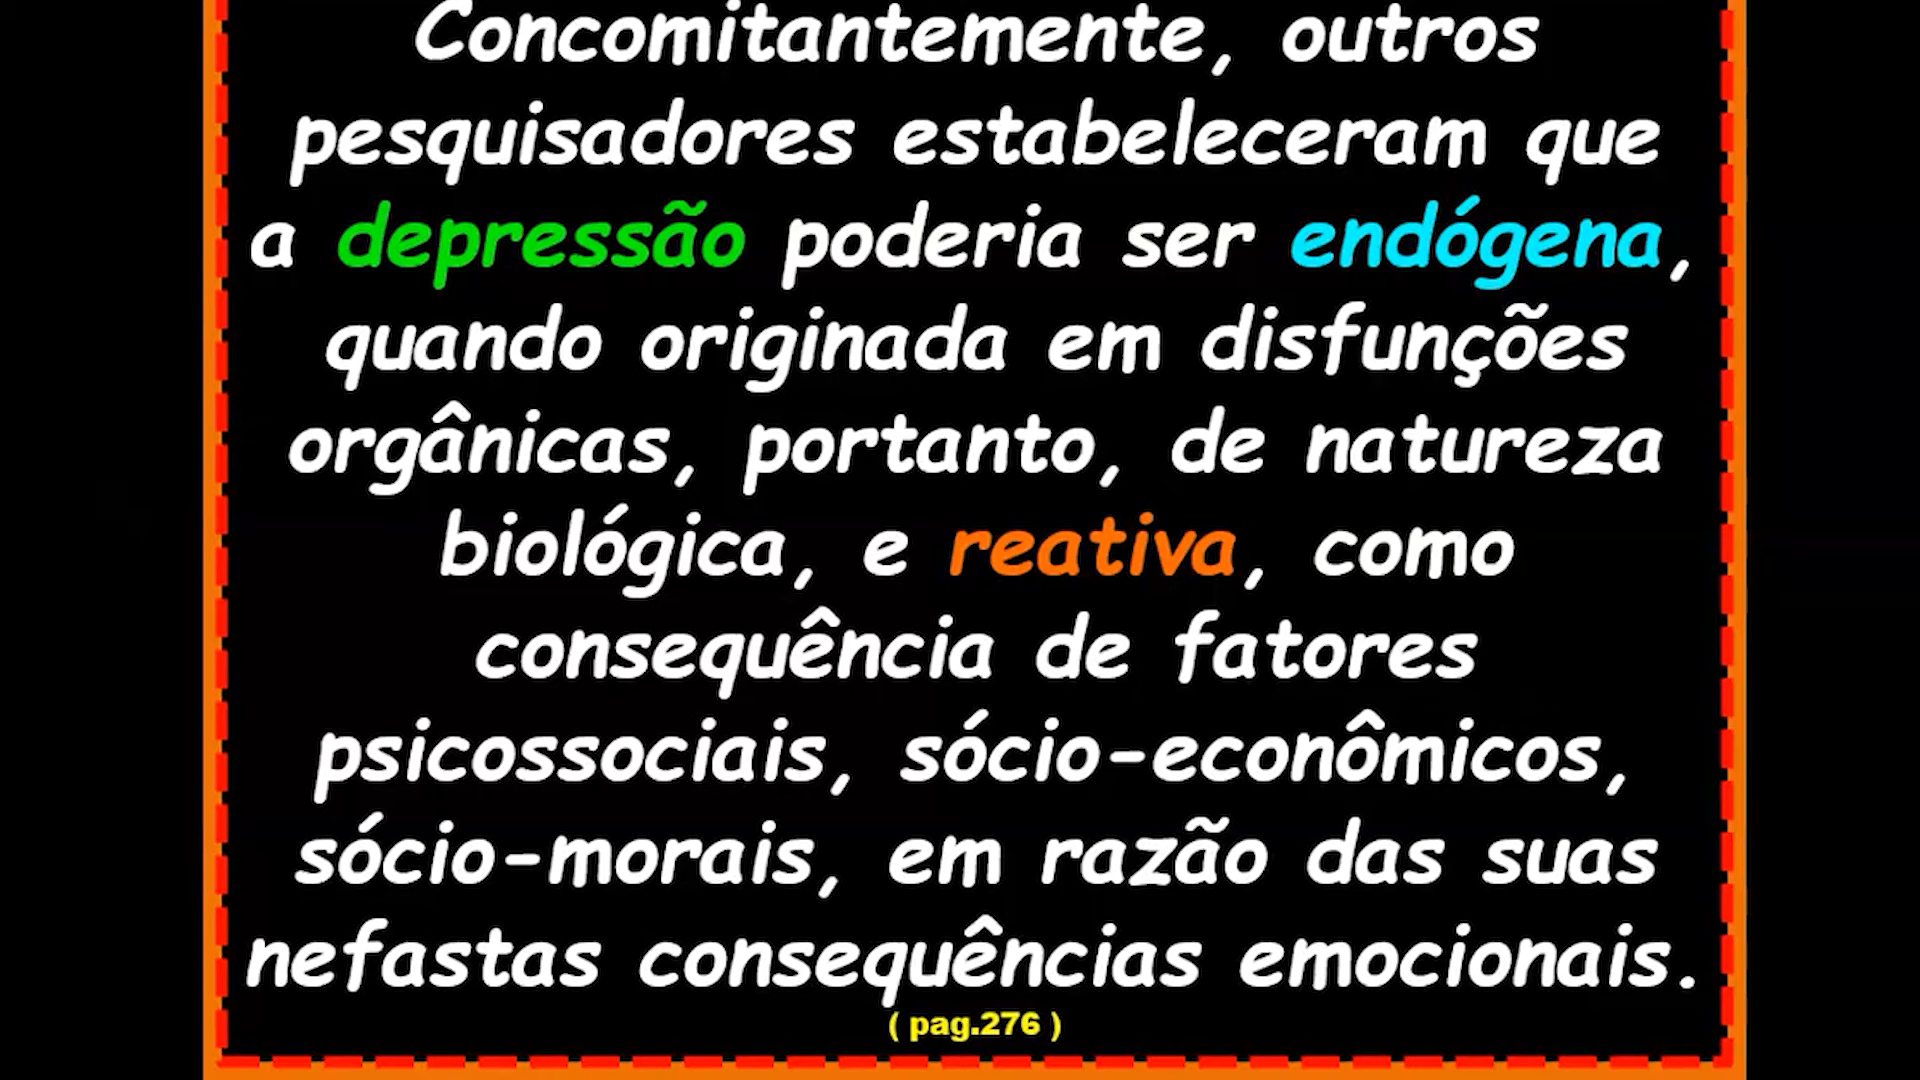 Concomitantemente, outros
pesquisadores estabeleceram que
a depressão poderia ser endógena,
quando originada em disfunções
orgânicas, portanto, de natureza
biológica, e reativa, como
consequência de fatores
psicossociais, sócio-econômicos,
sócio-morais, em razão das suas
nefastas consequências emocionais.
( pag.276 )